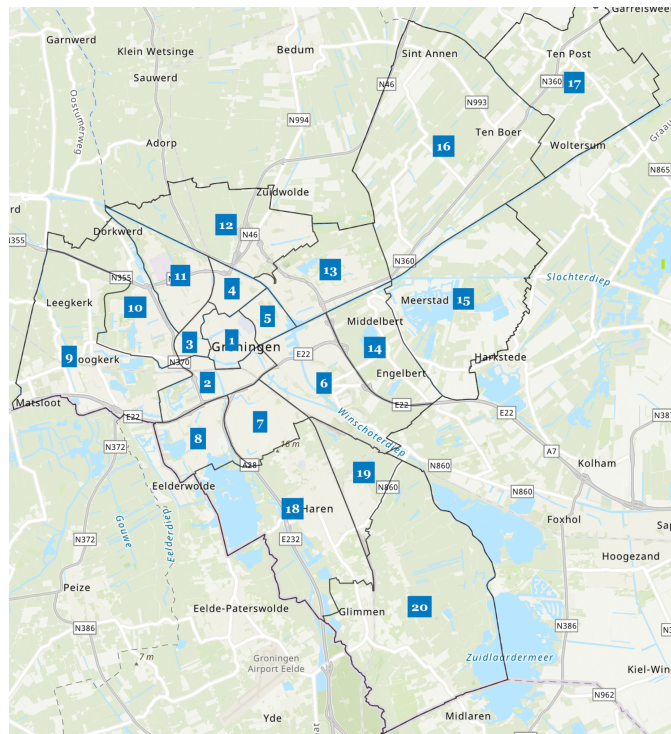 Garrelsweer
Garnwerd
Klein Wetsinge
Bedum
Sint Annen
Ten Post
Sauwerd
N46
N360
17
N993
Oostumerweg
N994
Ten Boer
Adorp
16
Woltersum
N865
Zuidwolde
rd
Dorkwerd
12
N46
N355
N360
N355
11
13
Slochterdiep
4
Leegkerk
10
Meerstad
15
5
Middelbert
1
3
Groningen
14
9
oogkerk
N370
E22
Harkstede
2
6
Engelbert
Matsloot
E22
E22
E22
N387
7
Winschoterdiep
N372
8
16 m
A7
A28
N860
Kolham
Eelderwolde
19
N860
N860
18
Haren
Foxhol
Gouwe
Eelderdiep
N372
E232
Hoogezand
Peize
20
Eelde-Paterswolde
Glimmen
N386
N386
7 m
Groningen
Airport Eelde
Zuidlaardermeer
Kiel-Win
N962
Yde
Midlaren